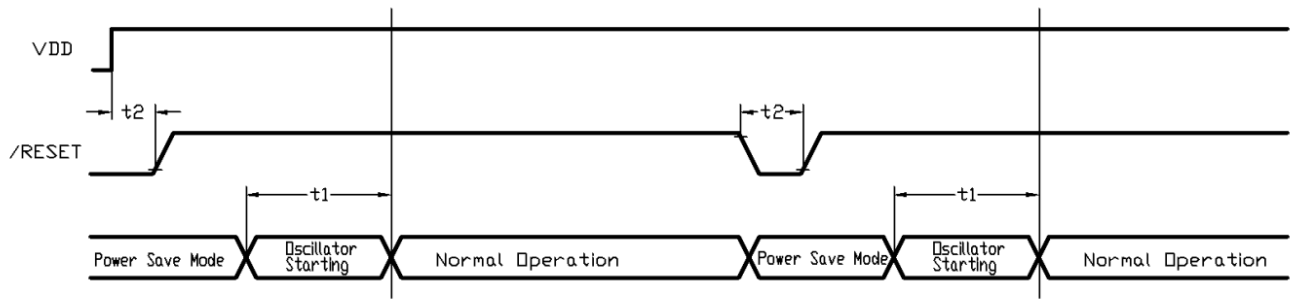 VDD
t2
t2
/RESET
t1
t1
Power Save Mode
Oscillator
Starting
Normal Operation
Power Save Mode
Oscillator
Starting
Normal Operation